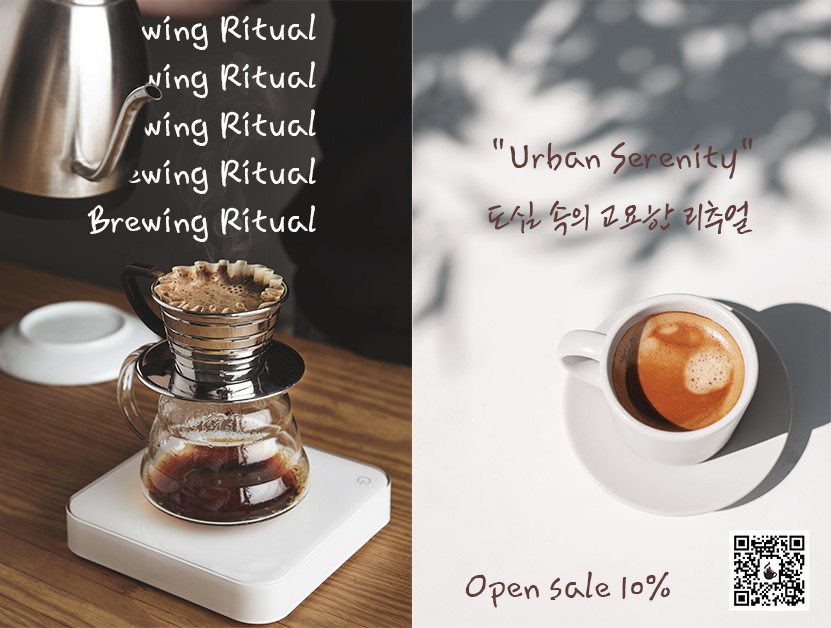 wing Ritual
wing Ritual
wing Ritual
ewing Ritual
Brewing Ritual
"Urban Serenity"
도심 속의 고요한 리추얼
Open sale 10%